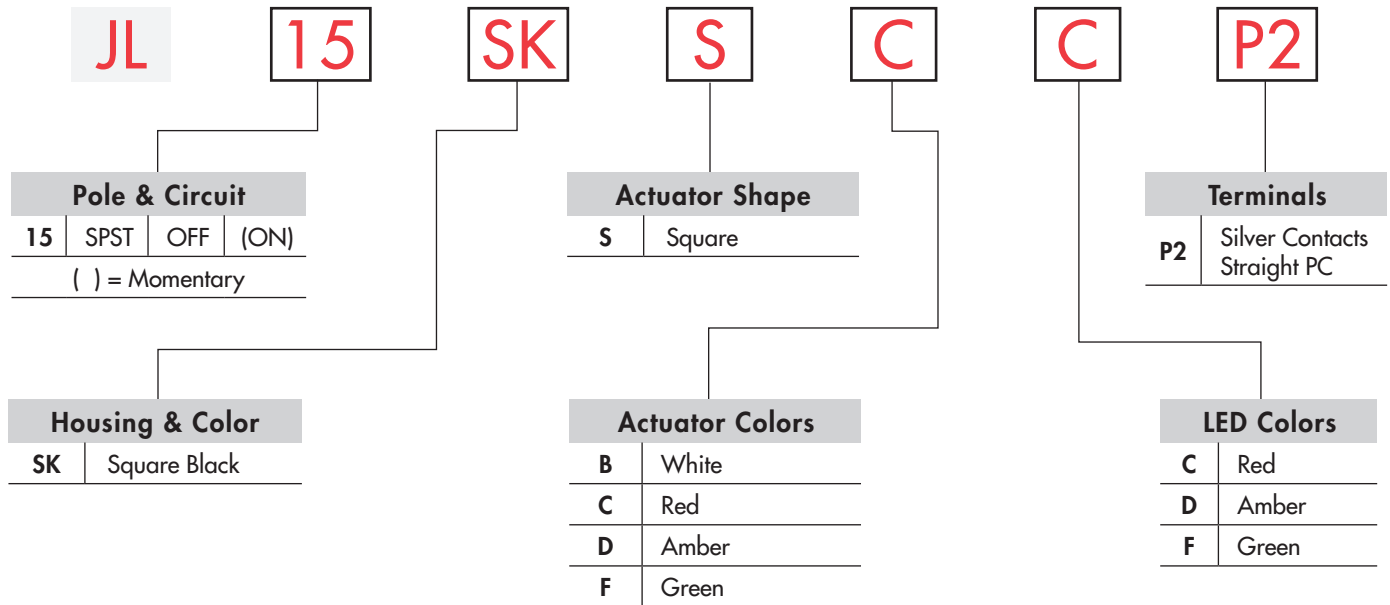 JL 15 SK S C C P2
Pole & Circuit
15 SPST OFF (ON)
( ) = Momentary
Actuator Shape
S Square
Terminals
P2 Silver Contacts
Straight PC
Housing & Color
SK Square Black
Actuator Colors
B White
C Red
D Amber
F Green
LED Colors
C Red
D Amber
F Green